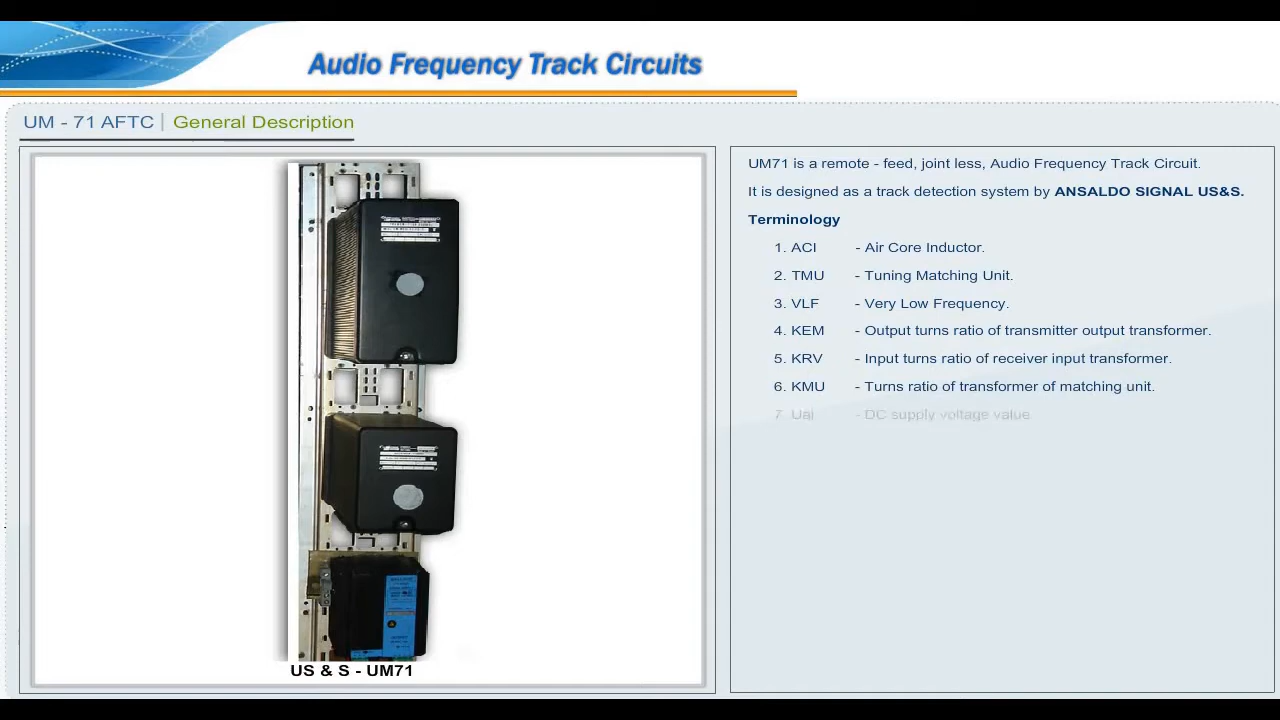 Audio Frequency Track Circuits
UM - 71 AFTC | General Description
US & S - UM71
UM71 is a remote - feed, joint less, Audio Frequency Track Circuit.
It is designed as a track detection system by ANSALDO SIGNAL US&S.
Terminology
1. ACI - Air Core Inductor.
2. TMU - Tuning Matching Unit.
3. VLF - Very Low Frequency.
4. KEM - Output turns ratio of transmitter output transformer.
5. KRV - Input turns ratio of receiver input transformer.
6. KMU - Turns ratio of transformer of matching unit.
7. Uai - DC supply voltage value.